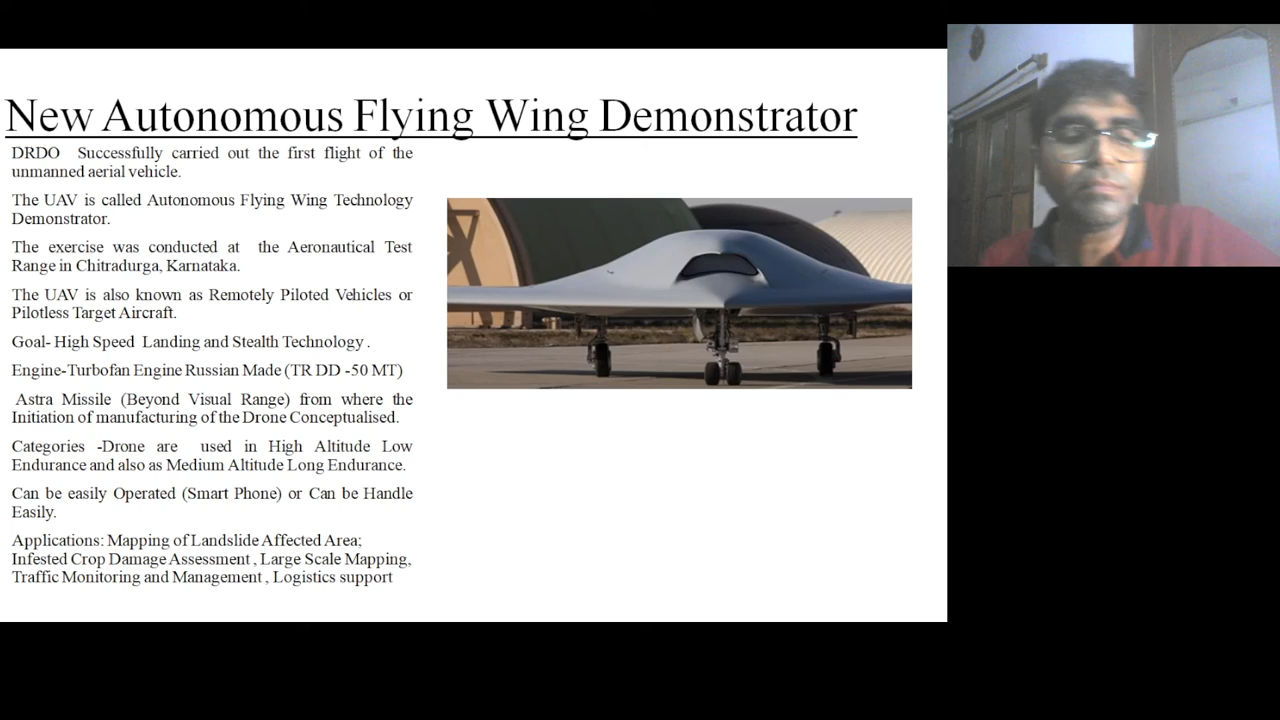 New Autonomous Flying Wing Demonstrator
DRDO Successfully carried out the first flight of the
unmanned aerial vehicle.
The UAV is called Autonomous Flying Wing Technology
Demonstrator.
The exercise was conducted at the Aeronautical Test
Range in Chitradurga, Karnataka.
The UAV is also known as Remotely Piloted Vehicles or
Pilotless Target Aircraft.
Goal- High Speed Landing and Stealth Technology .
Engine-Turbofan Engine Russian Made (TR DD -50 MT)
Astra Missile (Beyond Visual Range) from where the
Initiation of manufacturing of the Drone Conceptualised.
Categories -Drone are used in High Altitude Low
Endurance and also as Medium Altitude Long Endurance.
Can be easily Operated (Smart Phone) or Can be Handle
Easily.
Applications: Mapping of Landslide Affected Area;
Infested Crop Damage Assessment , Large Scale Mapping,
Traffic Monitoring and Management , Logistics support